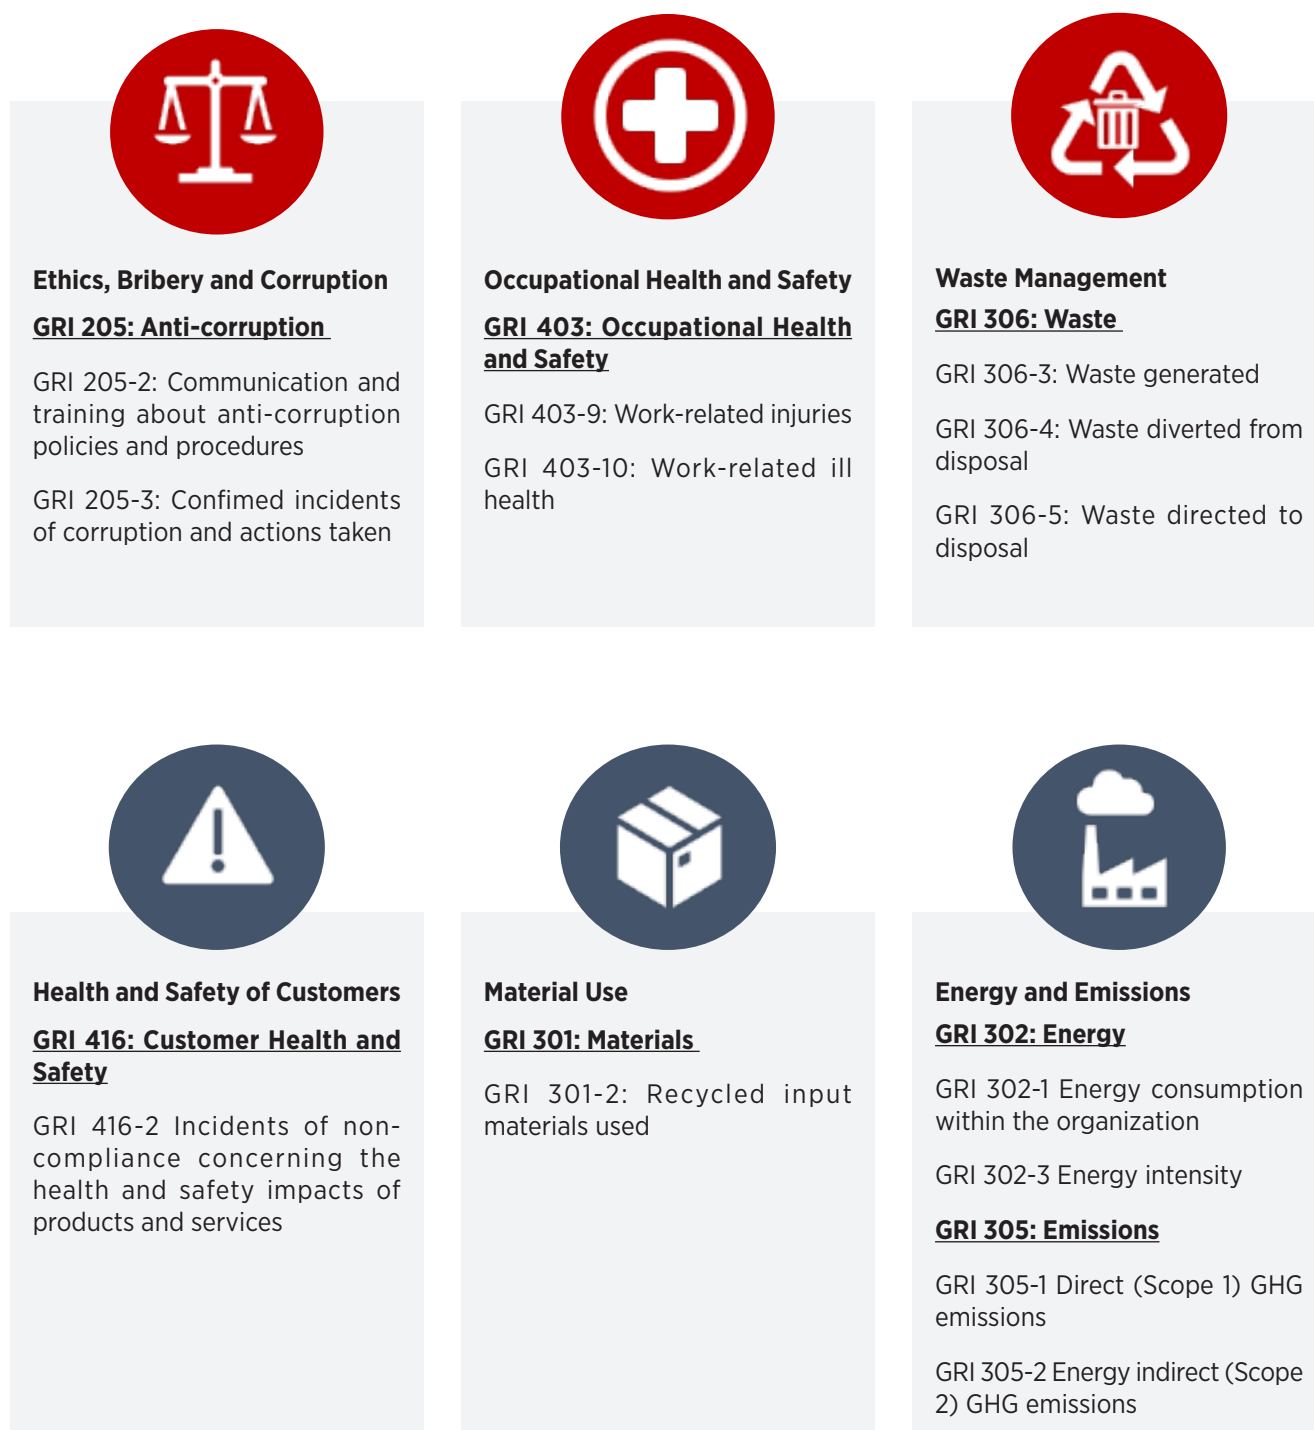 Ethics, Bribery and Corruption
GRI 205: Anti-corruption
GRI 205-2: Communication and
training about anti-corruption
policies and procedures
GRI 205-3: Confimed incidents
of corruption and actions taken
Occupational Health and Safety
GRI 403: Occupational Health
and Safety
GRI 403-9: Work-related injuries
GRI 403-10: Work-related ill
health
Waste Management
GRI 306: Waste
GRI 306-3: Waste generated
GRI 306-4: Waste diverted from
disposal
GRI 306-5: Waste directed to
disposal
Health and Safety of Customers
GRI 416: Customer Health and
Safety
GRI 416-2 Incidents of non-
compliance concerning the
health and safety impacts of
products and services
Material Use
GRI 301: Materials
GRI 301-2: Recycled input
materials used
Energy and Emissions
GRI 302: Energy
GRI 302-1 Energy consumption
within the organization
GRI 302-3 Energy intensity
GRI 305: Emissions
GRI 305-1 Direct (Scope 1) GHG
emissions
GRI 305-2 Energy indirect (Scope
2) GHG emissions